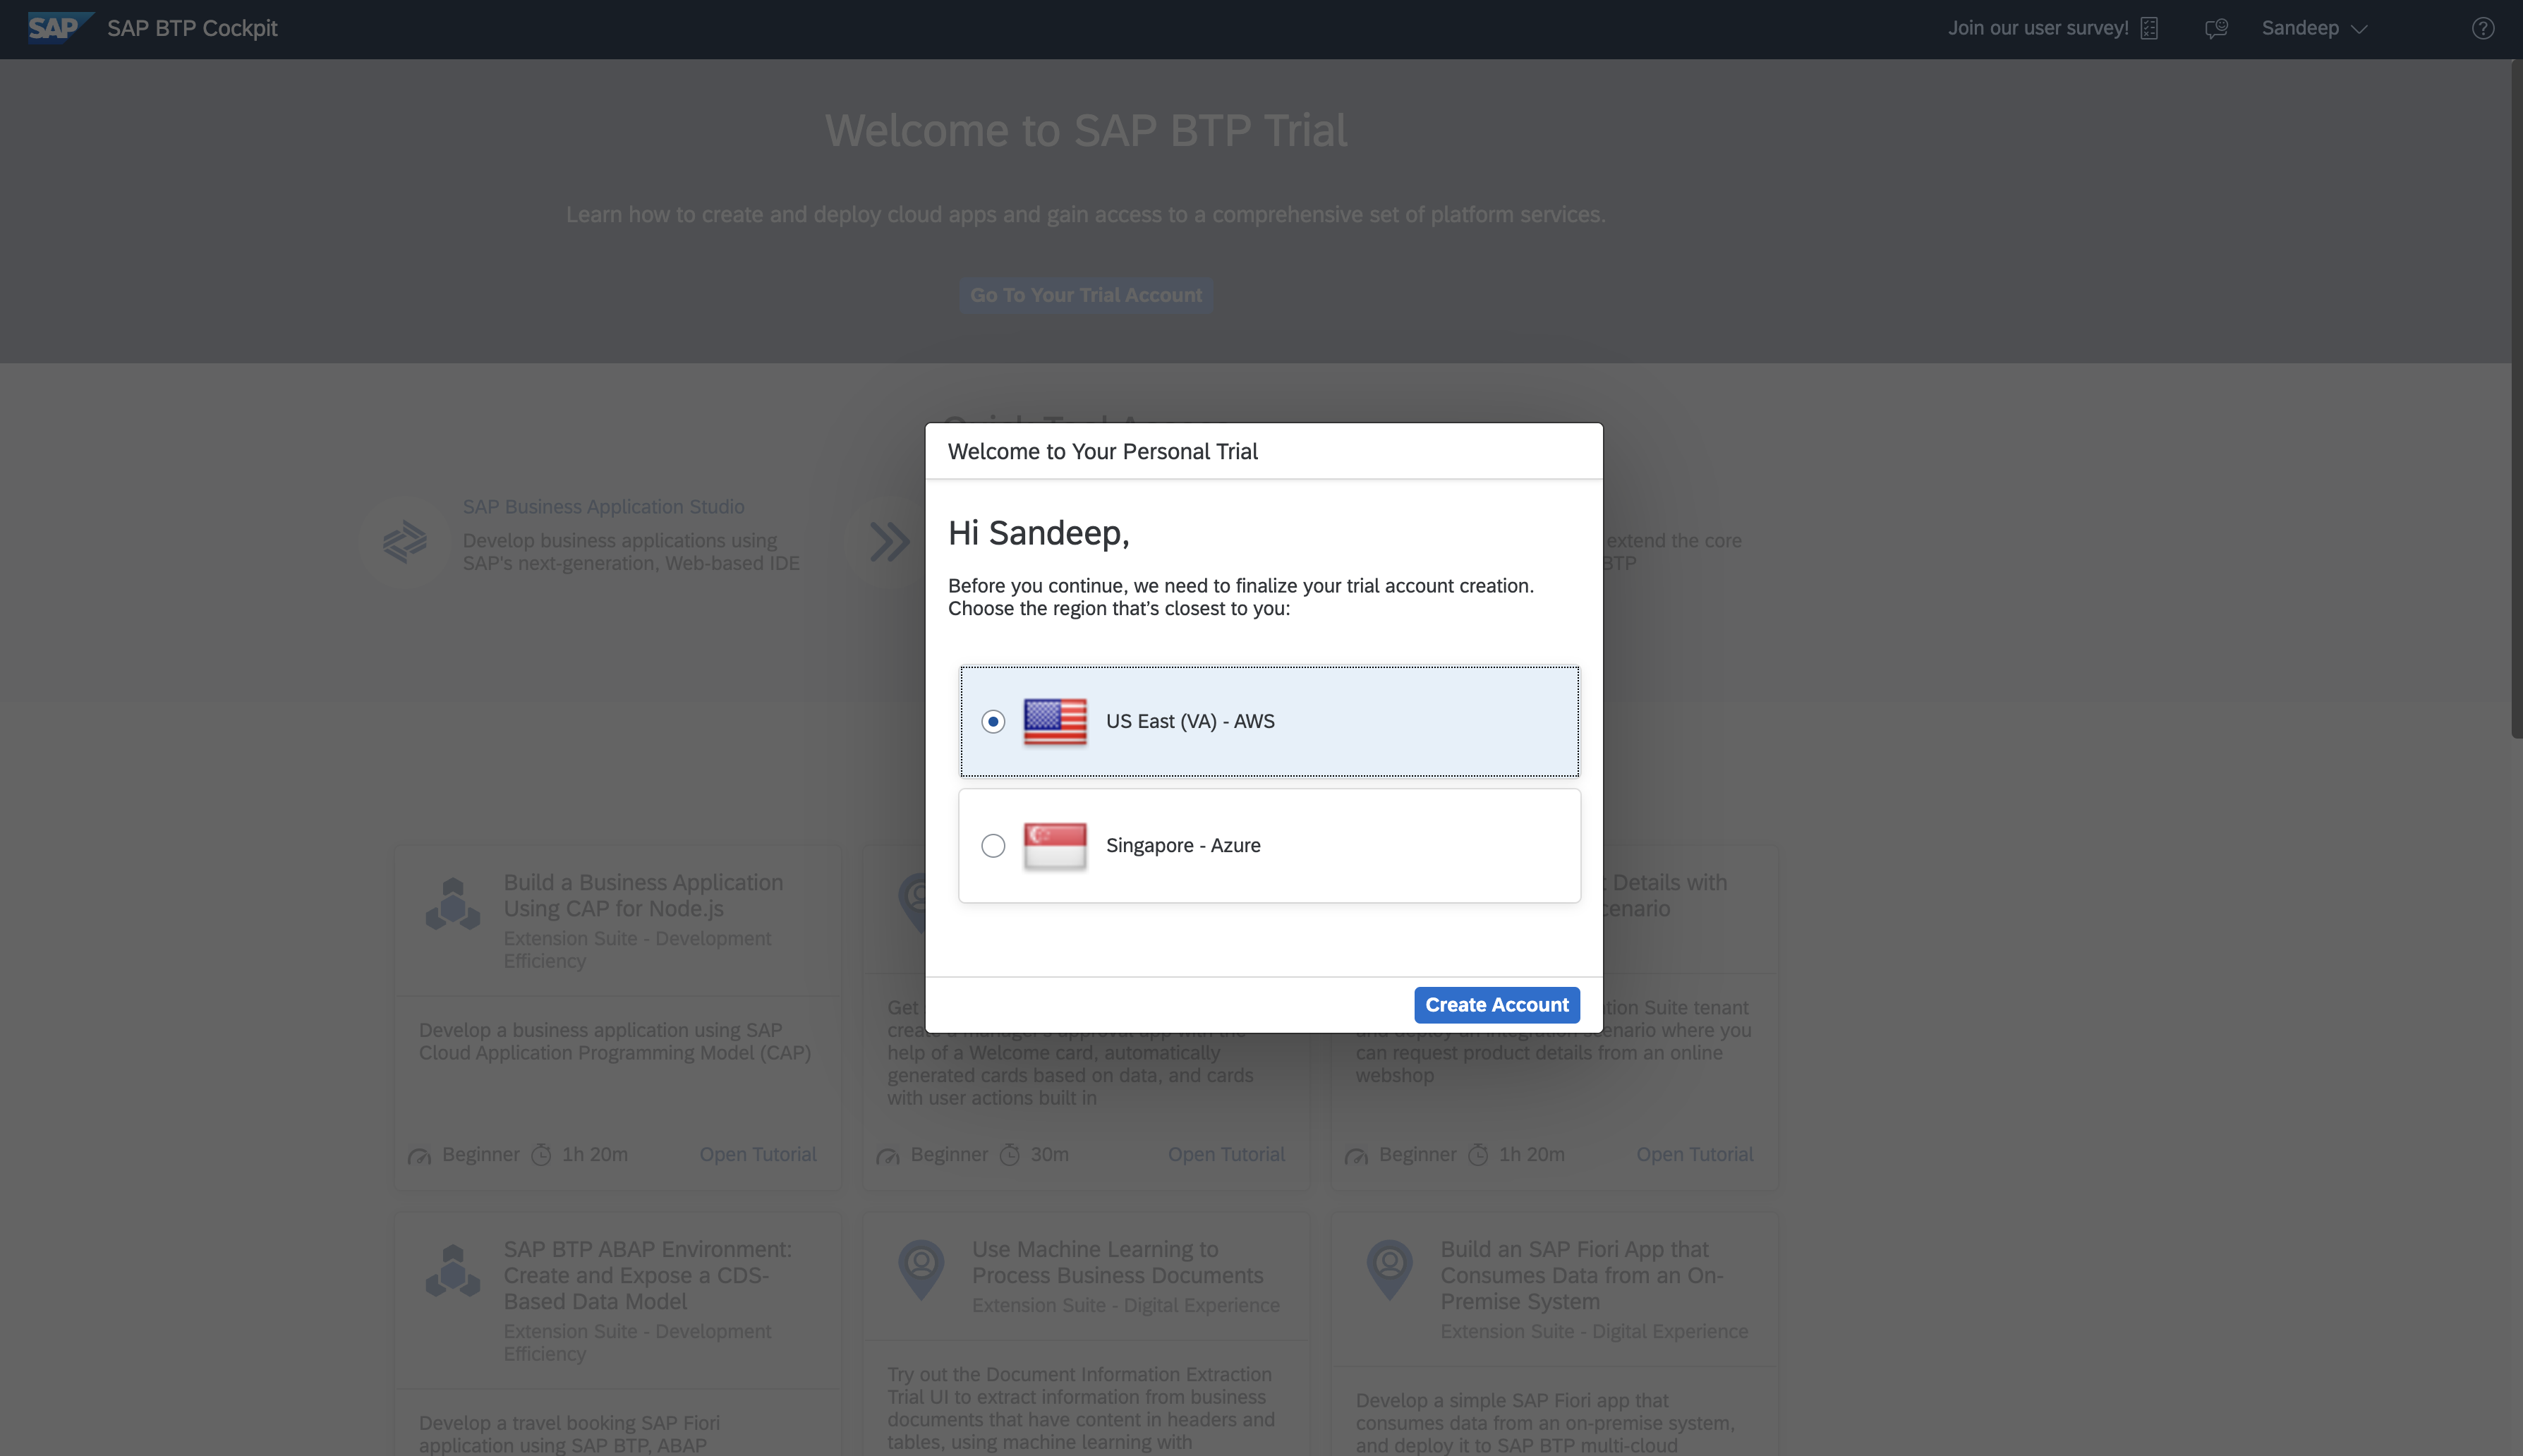 SAP
SAP BTP Cockpit
Join our user survey!
Sandeep
Welcome to SAP BTP Trial
Learn how to create and deploy cloud apps and gain access to a comprehensive set of platform services.
Go To Your Trial Account
Welcome to Your Personal Trial
Hi Sandeep,
Before you continue, we need to finalize your trial account creation.
Choose the region that's closest to you:
US East (VA) - AWS
Singapore - Azure
Create Account
SAP Business Application Studio
Develop business applications using
SAP's next-generation, Web-based IDE
extend the core
BTP
Build a Business Application
Using CAP for Node.js
Extension Suite - Development
Efficiency
Develop a business application using SAP
Cloud Application Programming Model (CAP)
Beginner 1h 20m Open Tutorial
Get
help of a Welcome card, automatically
generated cards based on data, and cards
with user actions built in
Beginner 30m Open Tutorial
Details with
tion Suite tenant
and deploy an integration scenario where you
can request product details from an online
webshop
Beginner 1h 20m Open Tutorial
SAP BTP ABAP Environment:
Create and Expose a CDS-
Based Data Model
Extension Suite - Development
Efficiency
Develop a travel booking SAP Fiori
application using SAP BTP, ABAP
Use Machine Learning to
Process Business Documents
Extension Suite - Digital Experience
Try out the Document Information Extraction
Trial UI to extract information from business
documents that have content in headers and
tables, using machine learning with
Build an SAP Fiori App that
Consumes Data from an On-
Premise System
Extension Suite - Digital Experience
Develop a simple SAP Fiori app that
consumes data from an on-premise system,
and deploy it to SAP BTP multi-cloud